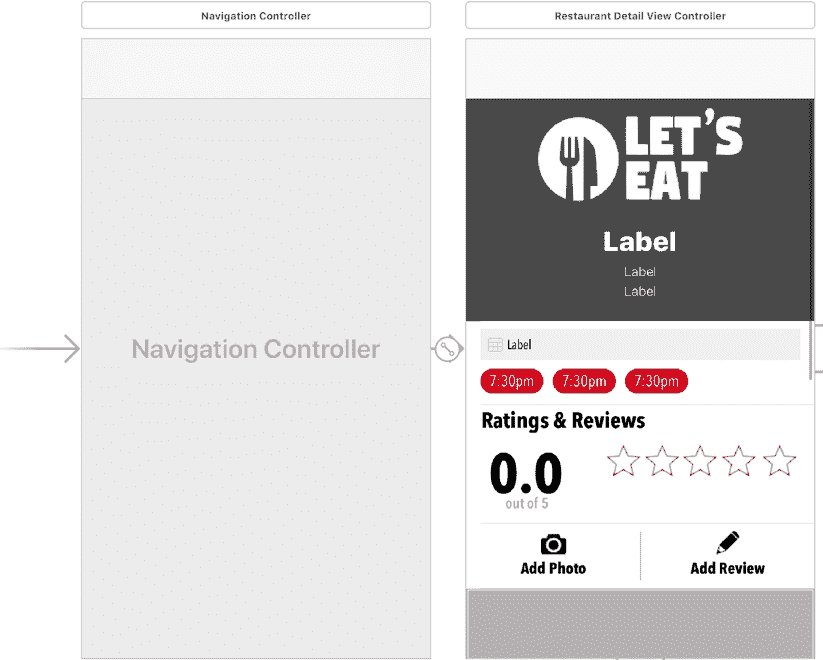 Navigation Controller
Restaurant Detail View Controller
Navigation Controller
LET'S
EAT
Label
Label
Label
Label
7:30pm 7:30pm 7:30pm
Ratings & Reviews
0.0
out of 5
Add Photo Add Review